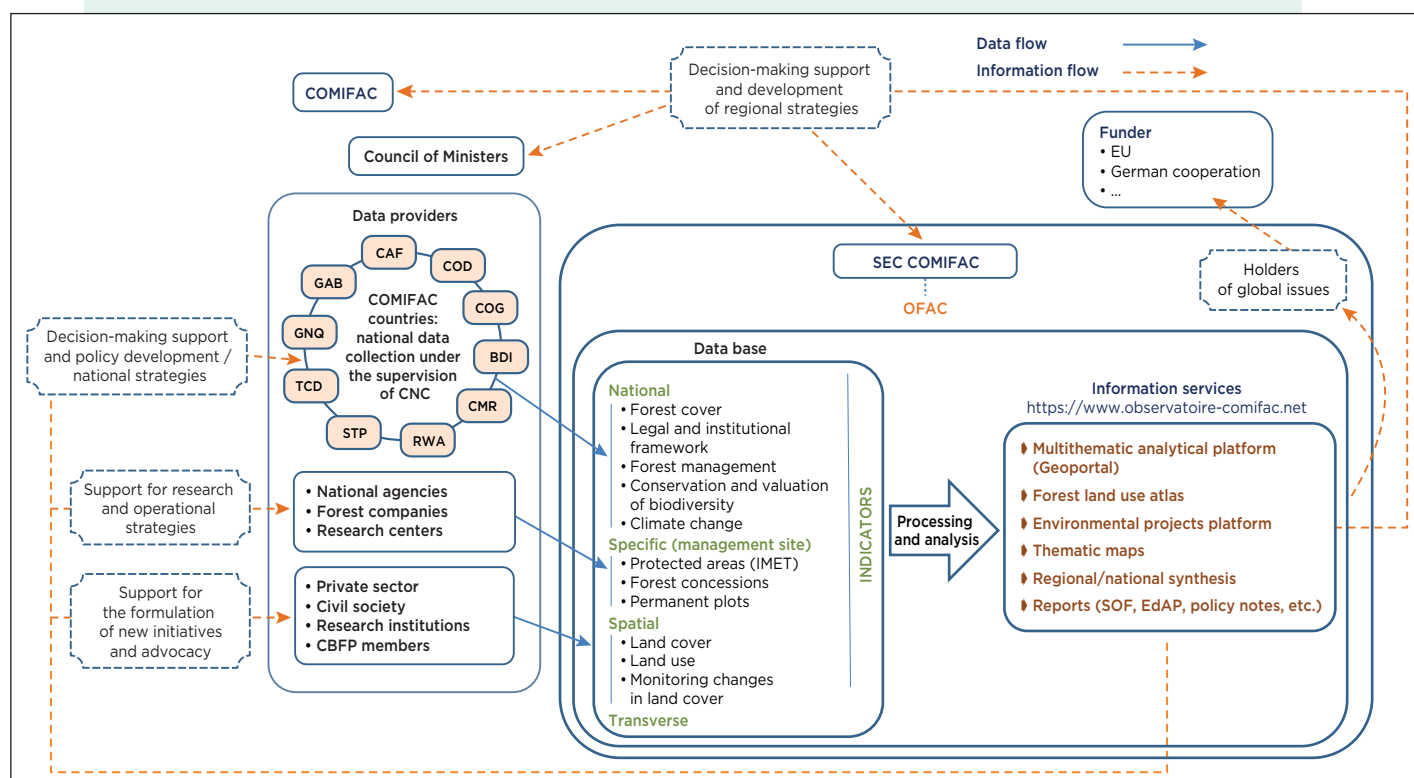 Data flow
Information flow
Decision-making support
and development
of regional strategies
COMIFAC
Council of Ministers
Funder
• EU
• German cooperation
• ...
Data providers
CAF
COD
COG
BDI
CMR
RWA
STP
TCD
GNQ
GAB
COMIFAC
countries:
national data
collection under
the supervision
of CNC
SEC COMIFAC
OFAC
Holders
of global issues
Decision-making support
and policy development /
national strategies
Support for research
and operational
strategies
Support for
the formulation
of new initiatives
and advocacy
• National agencies
• Forest companies
• Research centers
• Private sector
• Civil society
• Research institutions
• CBFP members
Data base
National
• Forest cover
• Legal and institutional
framework
• Forest management
• Conservation and valuation
of biodiversity
• Climate change
Specific (management site)
• Protected areas (IMET)
• Forest concessions
• Permanent plots
Spatial
• Land cover
• Land use
• Monitoring changes
in land cover
Transverse
INDICATORS
Processing
and analysis
Information services
https://www.observatoire-comifac.net
Multithematic analytical platform
(Geoportal)
Forest land use atlas
Environmental projects platform
Thematic maps
Regional/national synthesis
Reports (SOF, EdAP, policy notes, etc.)